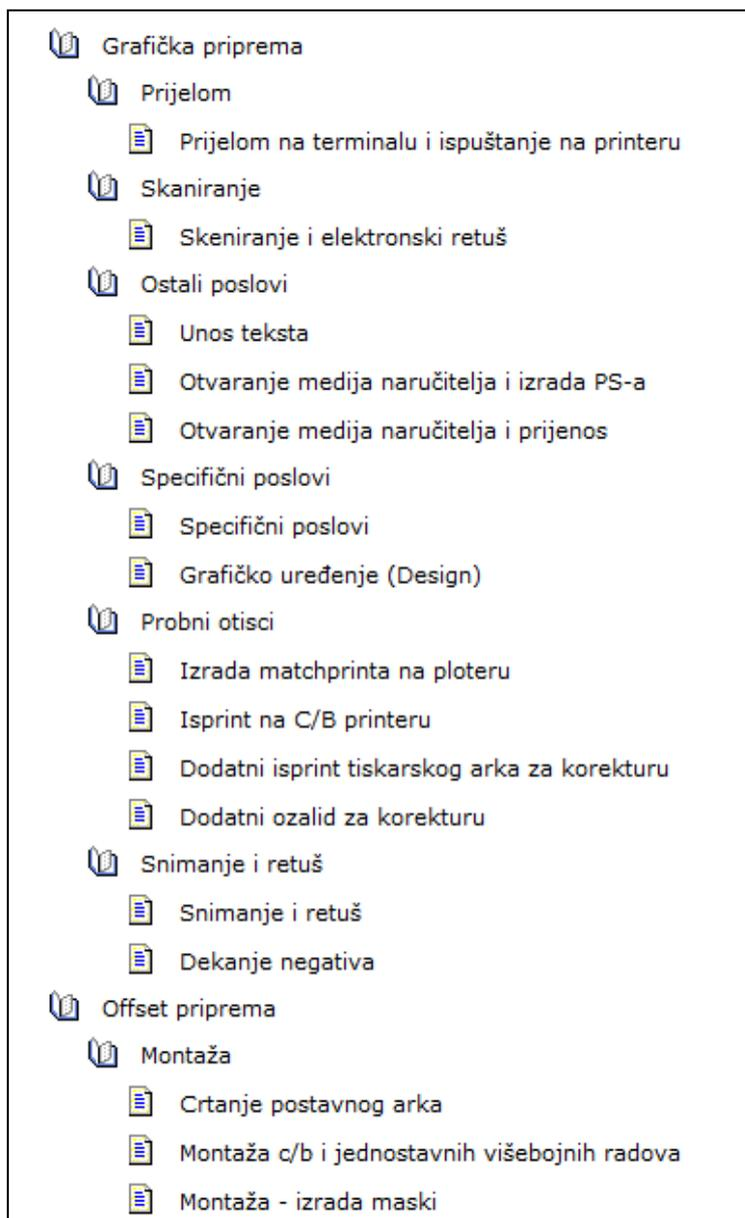 Grafička priprema
Prijelom
Prijelom na terminalu i ispuštanje na printeru
Skaniranje
Skeniranje i elektronski retuš
Ostali poslovi
Unos teksta
Otvaranje medija naručitelja i izrada PS-a
Otvaranje medija naručitelja i prijenos
Specifični poslovi
Specifični poslovi
Grafičko uređenje (Design)
Probni otisci
Izrada matchprinta na ploteru
Isprint na C/B printeru
Dodatni isprint tiskarskog arka za korekturu
Dodatni ozalid za korekturu
Snimanje i retuš
Snimanje i retuš
Dekanje negativa
Offset priprema
Montaža
Crtanje postavnog arka
Montaža c/b i jednostavnih višebojnih radova
Montaža - izrada maski